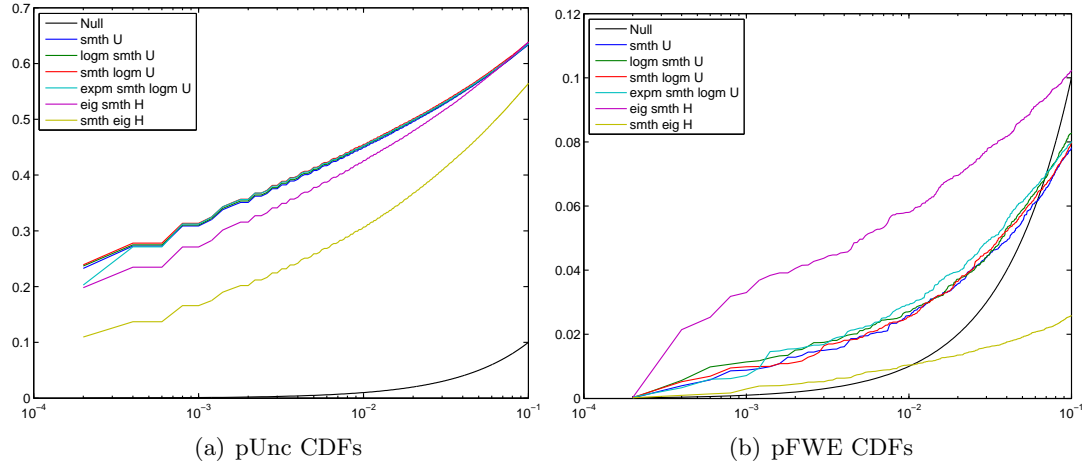 0.7
0.6
0.5
0.4
0.3
0.2
0.1
0
10^-4
10^-3
10^-2
10^-1
Null
smth U
logm smth U
smth logm U
expm smth logm U
eig smth H
smth eig H
(a) pUnc CDFs
0.12
0.1
0.08
0.06
0.04
0.02
0
10^-4
10^-3
10^-2
10^-1
Null
smth U
logm smth U
smth logm U
expm smth logm U
eig smth H
smth eig H
(b) pFWE CDFs